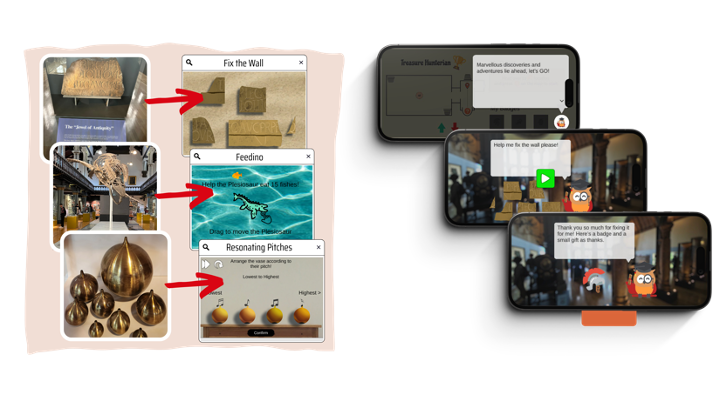 The "Jewel of Antiquity"
Fix the Wall
×
Feedino
×
Help the Plesiosaur eat 15 fishies!
Drag to move the Plesiosaur
Resonating Pitches
×
Arrange the vase according to
their pitch!
Lowest to Highest
Lowest
Highest >
Confirm
Treasure Hunterian
Marvellous discoveries and
adventures lie ahead, let's GO!
Help me fix the wall please!
Thank you so much for fixing it
for me! Here's a badge and a
small gift as thanks.